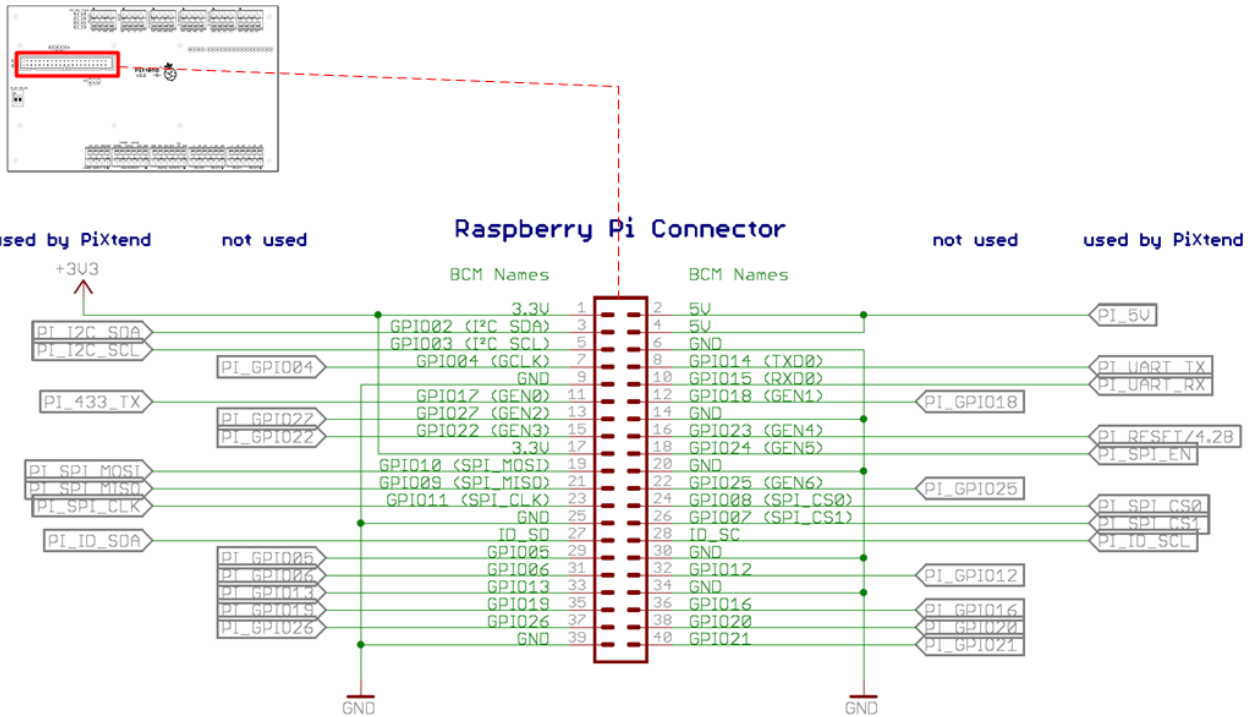 Raspberry Pi Connector
used by PiXtend not used not used used by PiXtend
+3V3
BCM Names BCM Names
3.3V 1 2 5V PI_5V
PI_I2C_SDA GPIO02 (I²C SDA) 3 4 5V
PI_I2C_SCL GPIO03 (I²C SCL) 5 6 GND
PI_GPIO04 GPIO04 (GCLK) 7 8 GPIO14 (TXD0) PI_UART_TX
GND 9 10 GPIO15 (RXD0) PI_UART_RX
PI_433_TX GPIO17 (GEN0) 11 12 GPIO18 (GEN1) PI_GPIO18
PI_GPIO27 GPIO27 (GEN2) 13 14 GND
PI_GPIO22 GPIO22 (GEN3) 15 16 GPIO23 (GEN4) PI_RESET/4.2B
3.3V 17 18 GPIO24 (GEN5) PI_SPI_EN
PI_SPI_MOSI GPIO10 (SPI_MOSI) 19 20 GND
PI_SPI_MISO GPIO09 (SPI_MISO) 21 22 GPIO25 (GEN6) PI_GPIO25
PI_SPI_CLK GPIO11 (SPI_CLK) 23 24 GPIO08 (SPI_CS0) PI_SPI_CS0
GND 25 26 GPIO07 (SPI_CS1) PI_SPI_CS1
PI_ID_SDA ID_SD 27 28 ID_SC PI_ID_SCL
PI_GPIO05 GPIO05 29 30 GND
PI_GPIO06 GPIO06 31 32 GPIO12 PI_GPIO12
PI_GPIO13 GPIO13 33 34 GND
PI_GPIO19 GPIO19 35 36 GPIO16 PI_GPIO16
PI_GPIO26 GPIO26 37 38 GPIO20 PI_GPIO20
GND 39 40 GPIO21 PI_GPIO21
GND GND